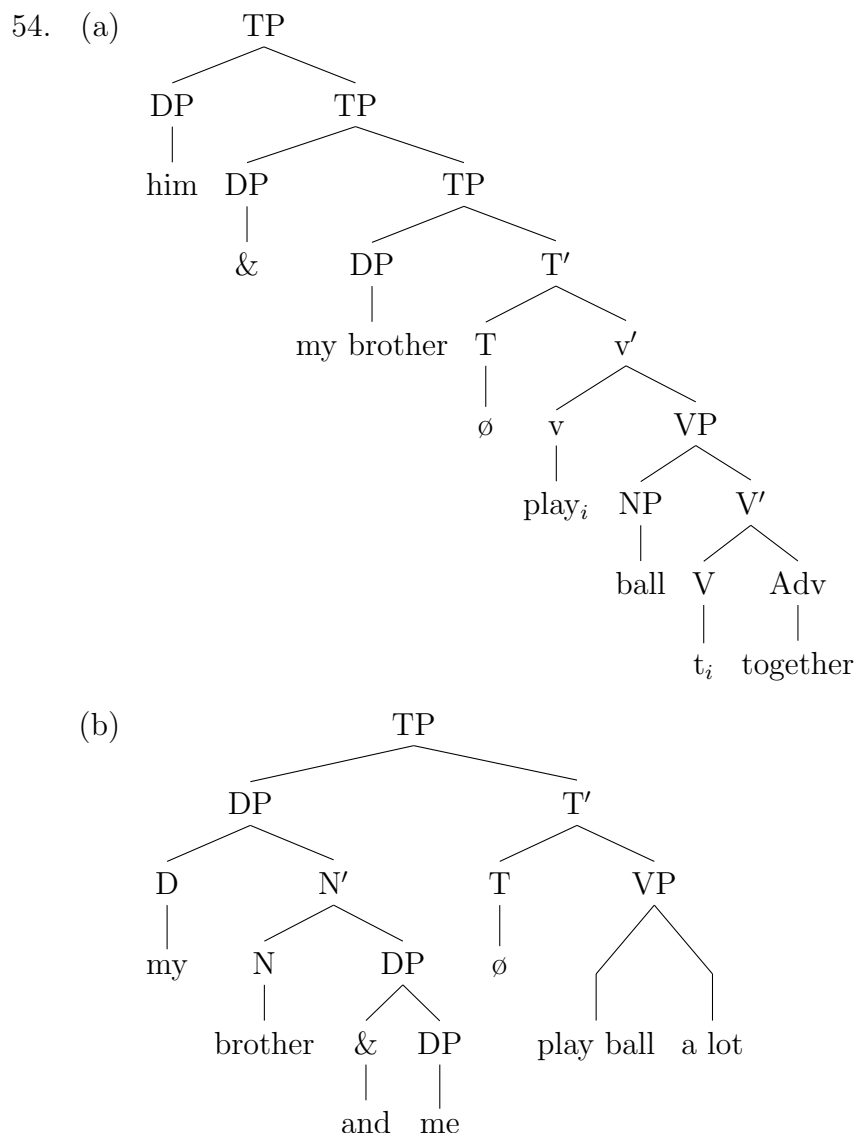 54. (a) TP
DP TP
him DP TP
& DP T′
my brother T v′
ø v VP
play_i NP V′
ball V Adv
t_i together
(b) TP
DP T′
D N′ T VP
my N DP ø
brother & DP play ball a lot
and me